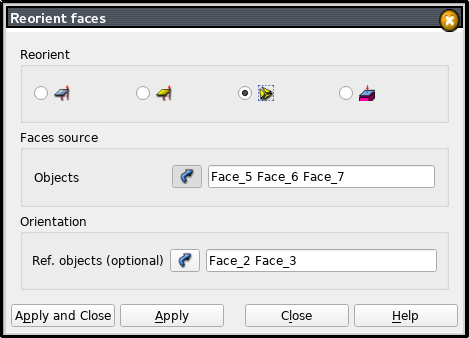 Reorient faces
Reorient
Faces source
Objects Face_5 Face_6 Face_7
Orientation
Ref. objects (optional) Face_2 Face_3
Apply and Close Apply Close Help